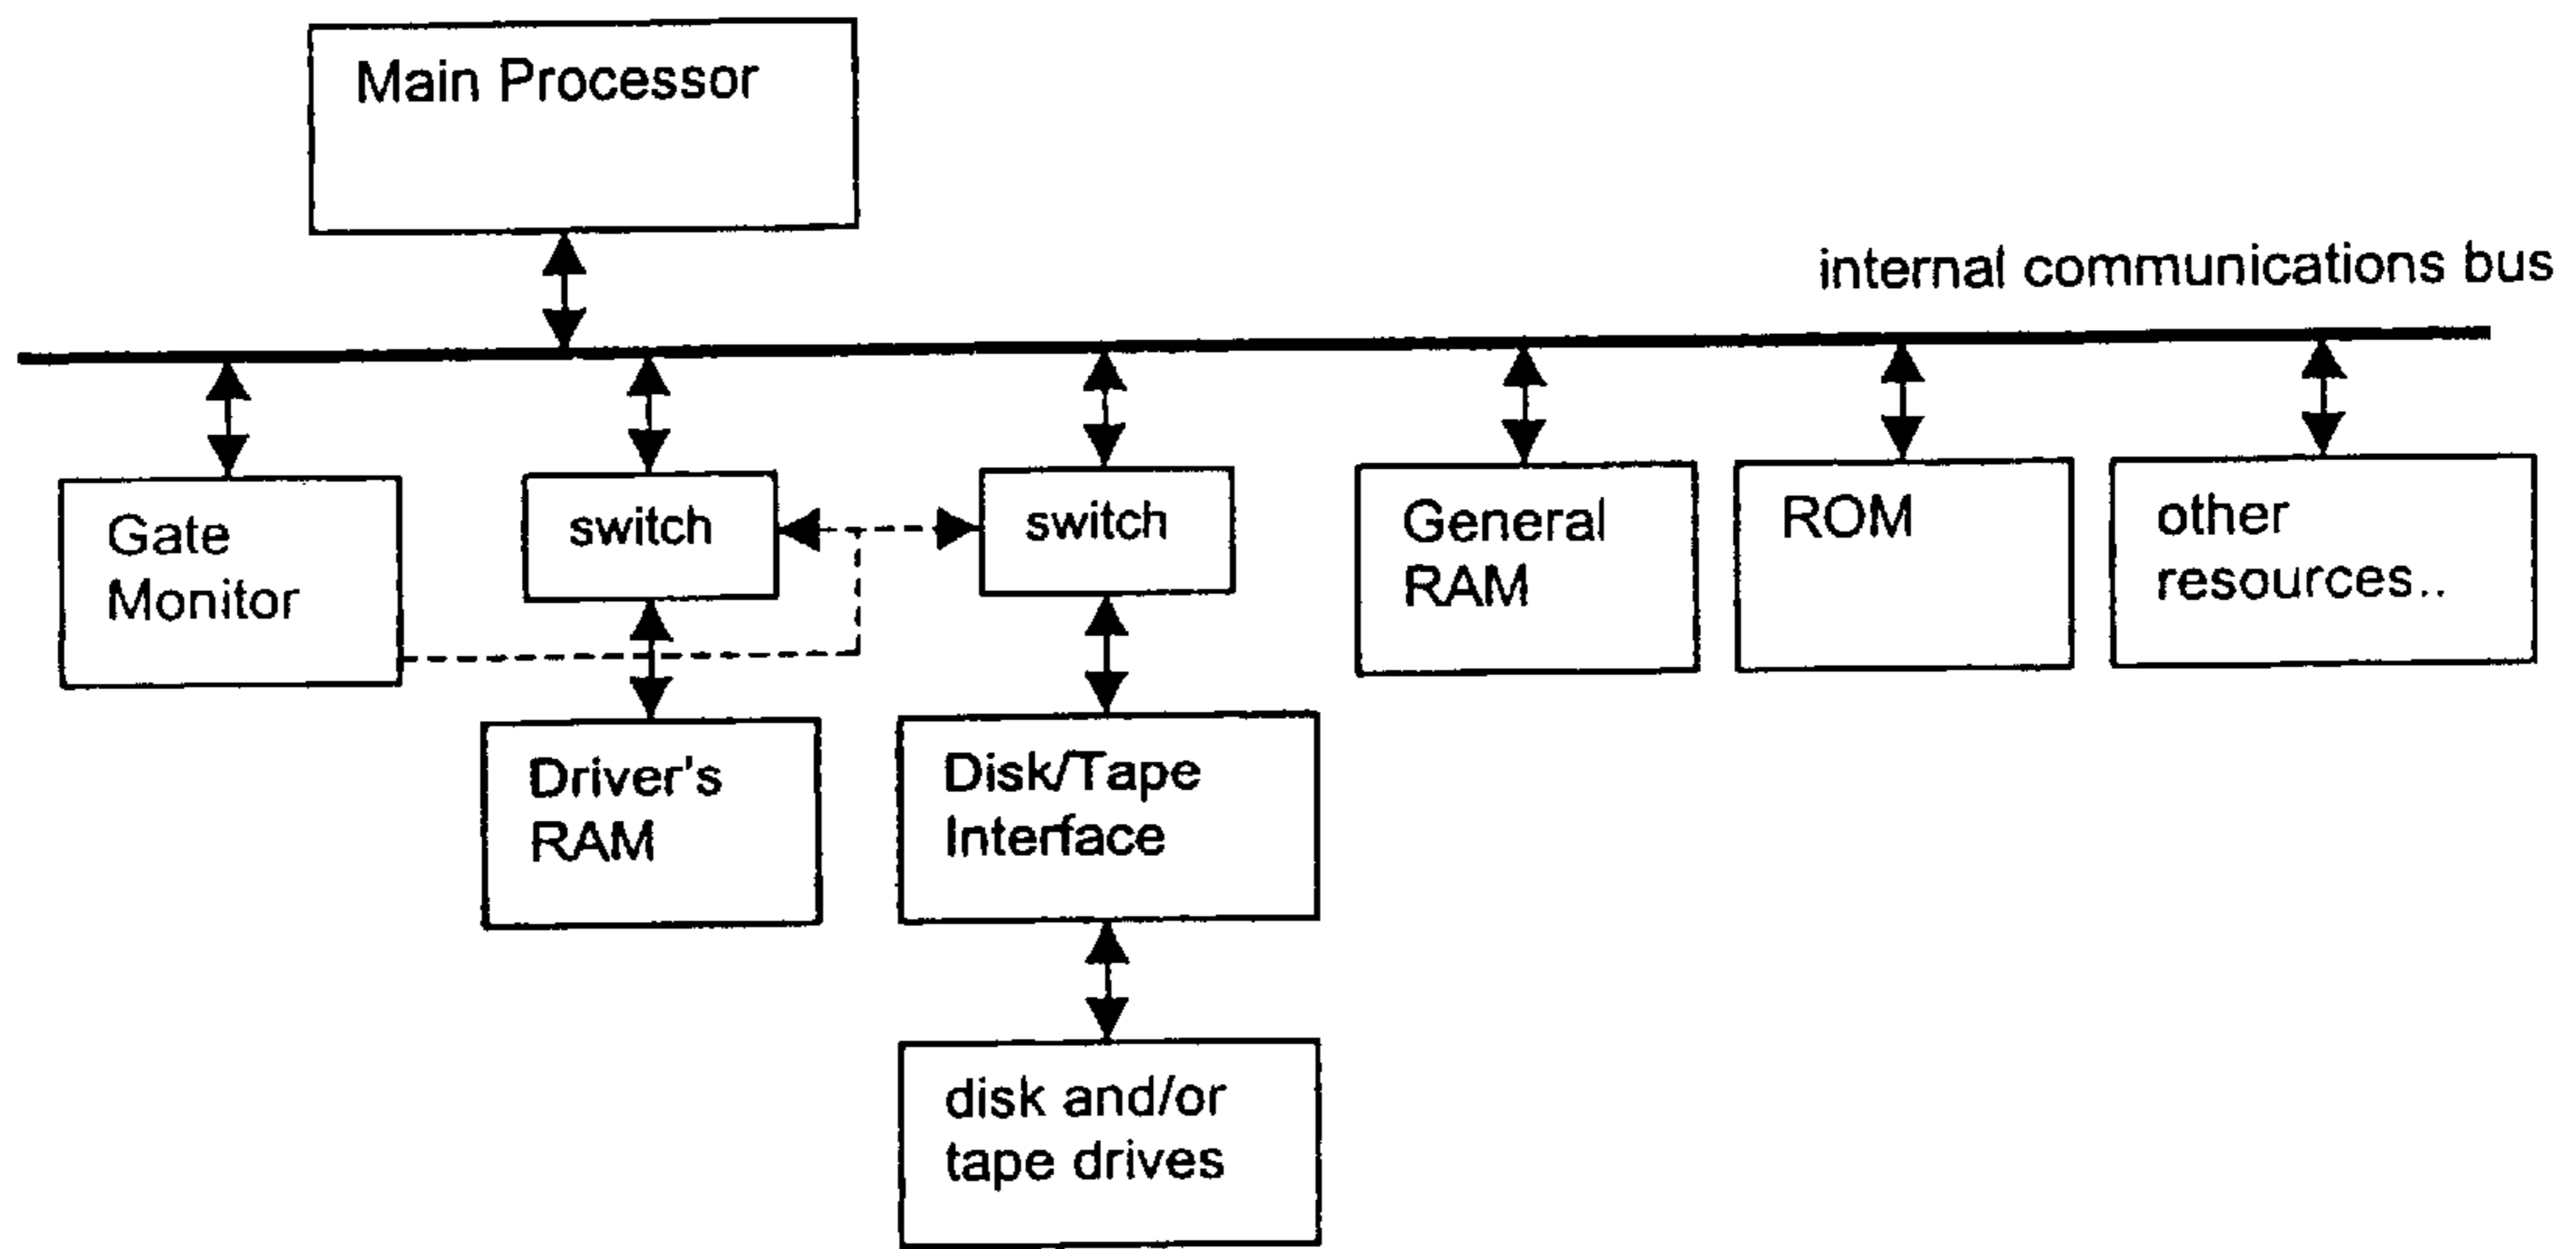 Main Processor
internal communications bus
Gate
Monitor
switch
switch
General
RAM
ROM
other
resources..
Driver's
RAM
Disk/Tape
Interface
disk and/or
tape drives